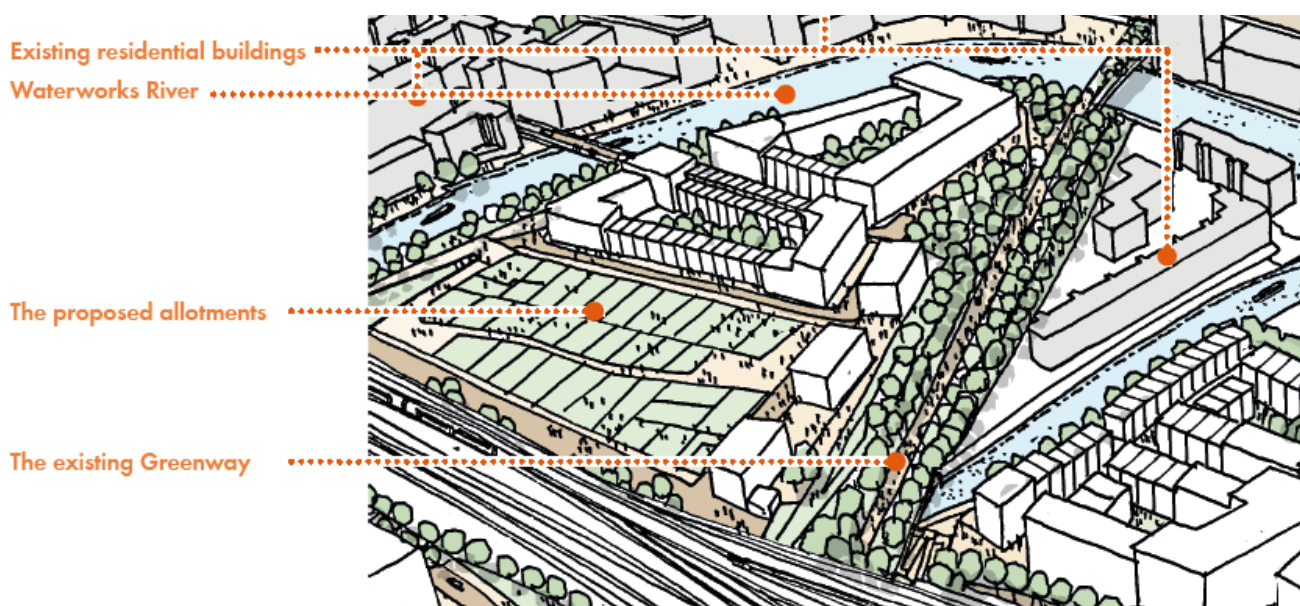 Existing residential buildings
Waterworks River
The proposed allotments
The existing Greenway